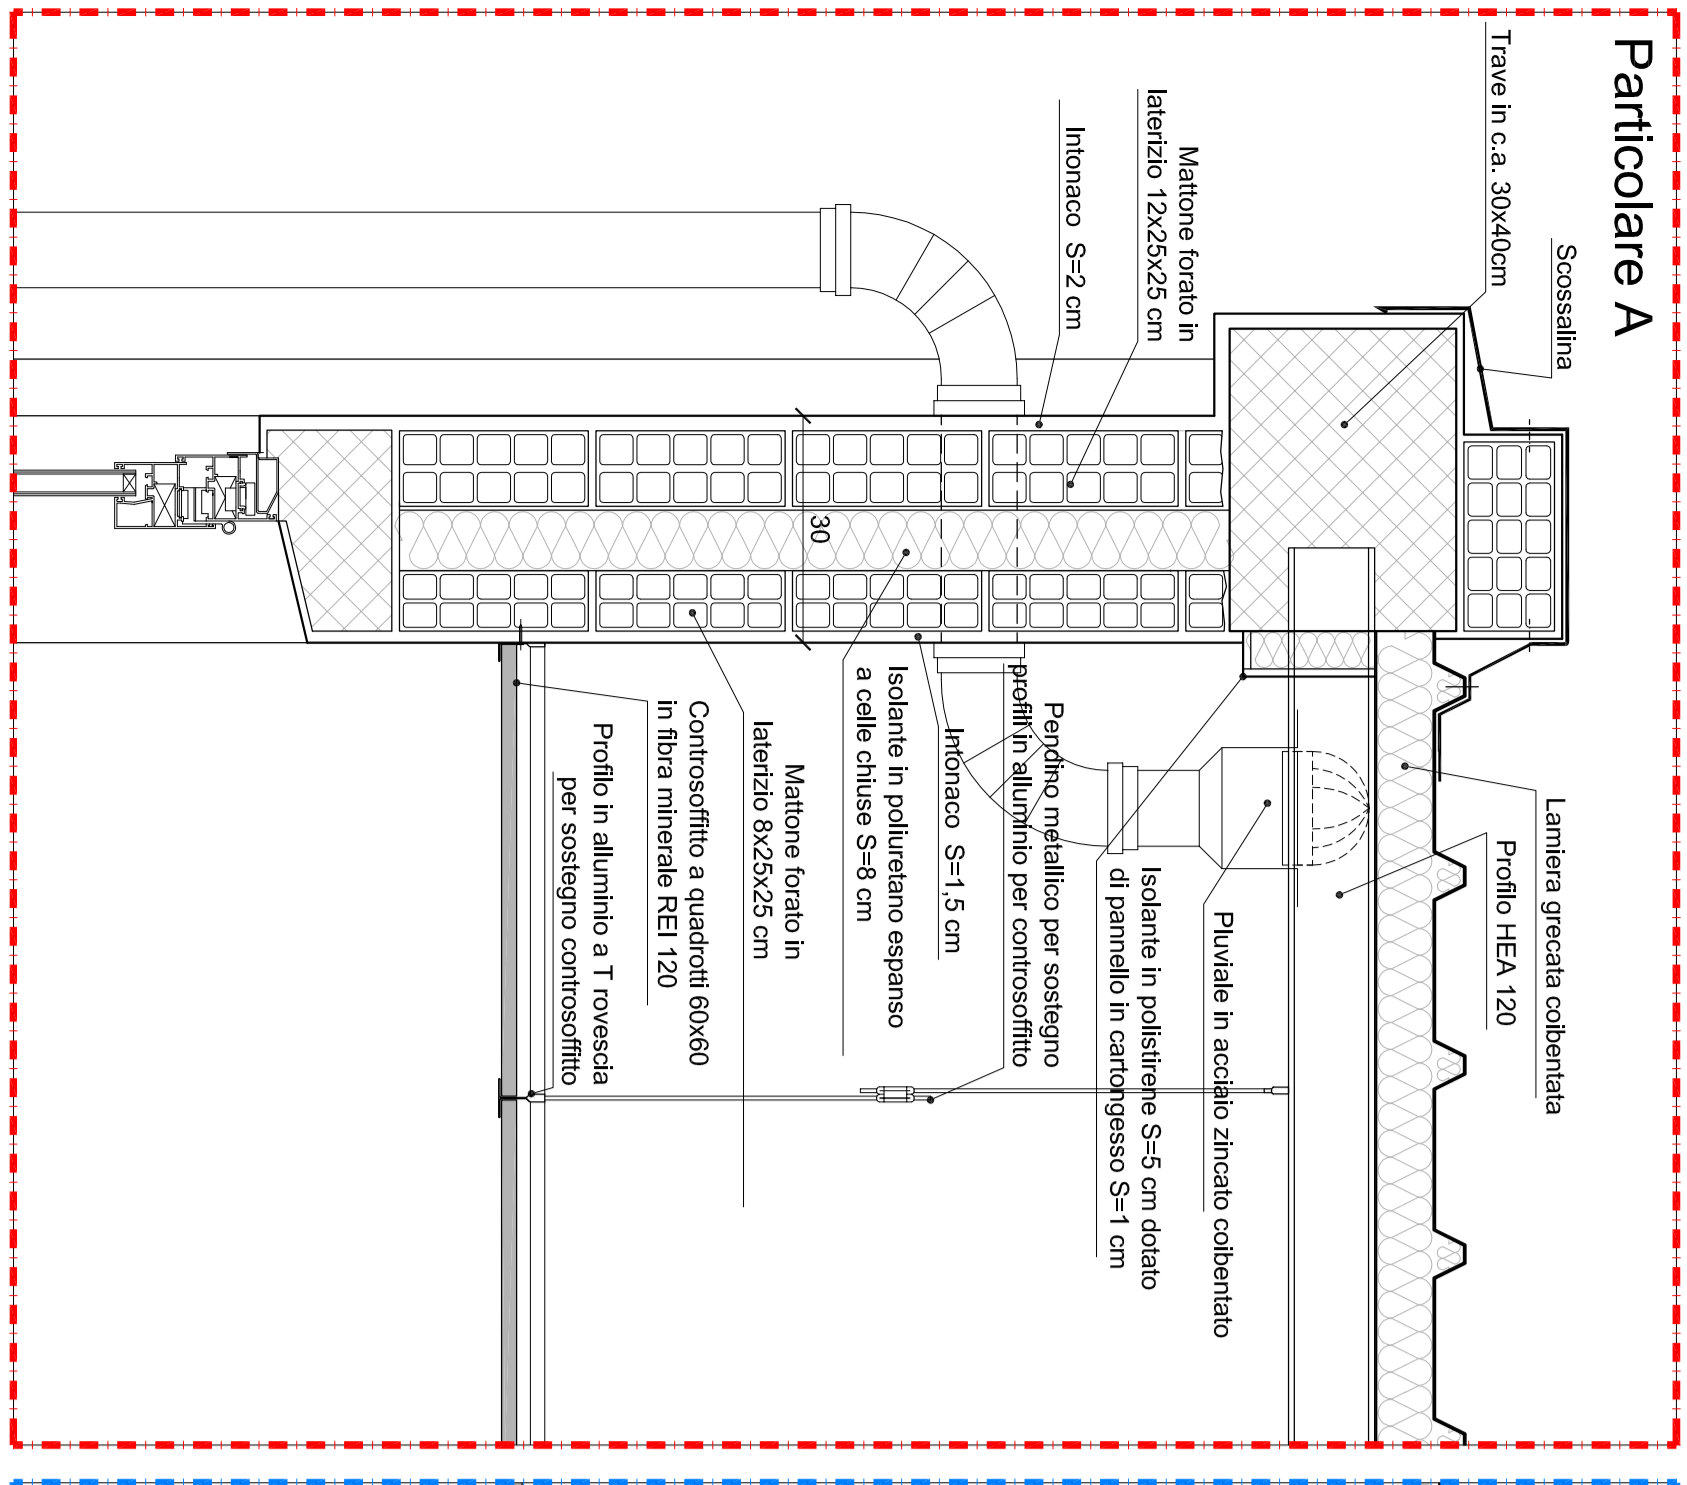 Particolare A
Scossalina
Trave in c.a. 30x40cm
Mattone forato in
laterizio 12x25x25 cm
Intonaco  S=2 cm
30
Lamiera grecata coibentata
Profilo HEA 120
Pluviale in acciaio zincato coibentato
Isolante in polistirene S=5 cm dotato
di pannello in cartongesso S=1 cm
Pendino metallico per sostegno
profili in alluminio per controsoffitto
Intonaco  S=1,5 cm
Isolante in poliuretano espanso
a celle chiuse S=8 cm
Mattone forato in
laterizio 8x25x25 cm
Controsoffitto a quadrotti 60x60
in fibra minerale REI 120
Profilo in alluminio a T rovescia
per sostegno controsoffitto